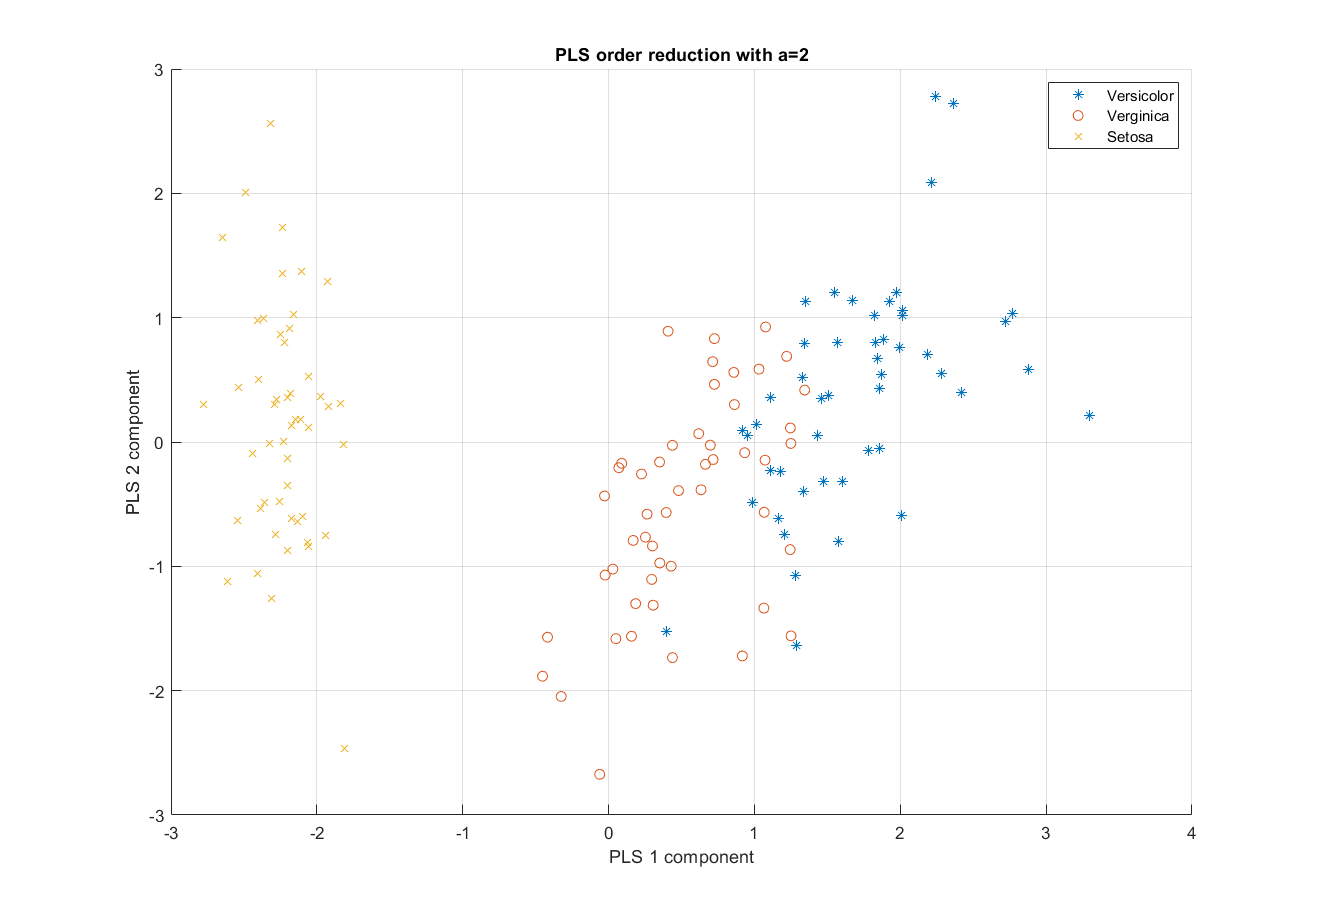 PLS order reduction with a=2
Versicolor
Verginica
Setosa
3
2
1
0
-1
-2
-3
PLS 2 component
-3
-2
-1
0
1
2
3
4
PLS 1 component